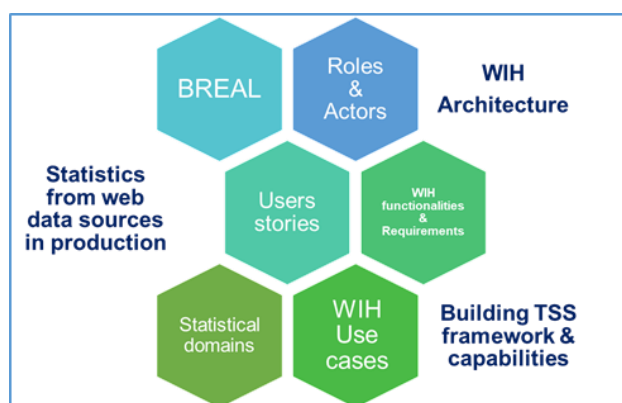 BREAL
Roles
&
Actors
WIH
Architecture
Statistics
from web
data sources
in production
Users
stories
WIH
functionalities
&
Requirements
Statistical
domains
WIH
Use
cases
Building TSS
framework &
capabilities